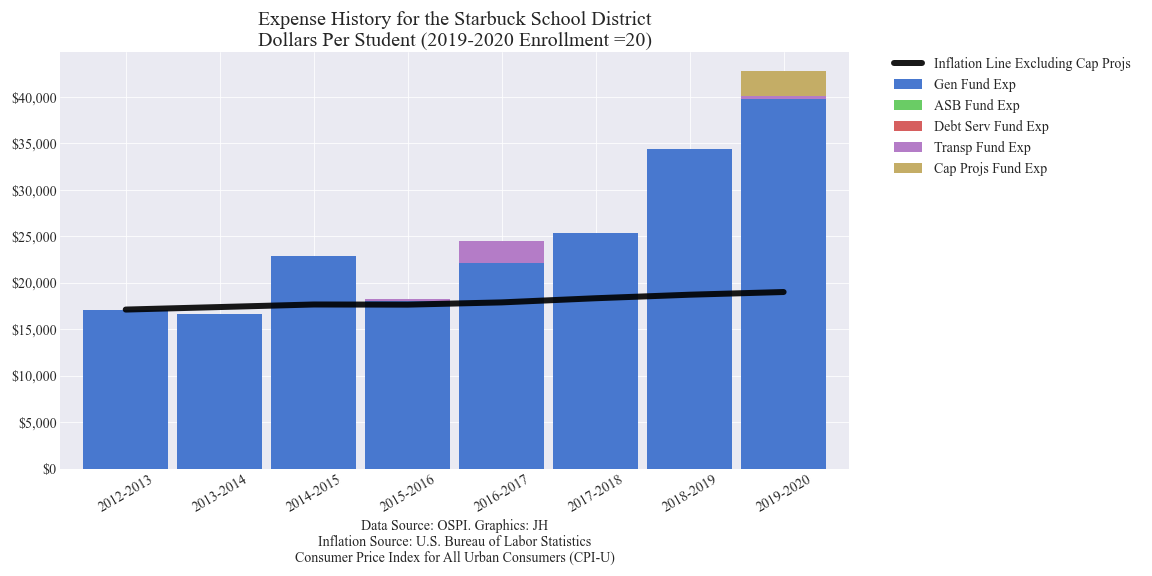 Expense History for the Starbuck School District
Dollars Per Student (2019-2020 Enrollment =20)
Inflation Line Excluding Cap Projs
Gen Fund Exp
ASB Fund Exp
Debt Serv Fund Exp
Transp Fund Exp
Cap Projs Fund Exp
$40,000
$35,000
$30,000
$25,000
$20,000
$15,000
$10,000
$5,000
$0
2012-2013
2013-2014
2014-2015
2015-2016
2016-2017
2017-2018
2018-2019
2019-2020
Data Source: OSPI. Graphics: JH
Inflation Source: U.S. Bureau of Labor Statistics
Consumer Price Index for All Urban Consumers (CPI-U)